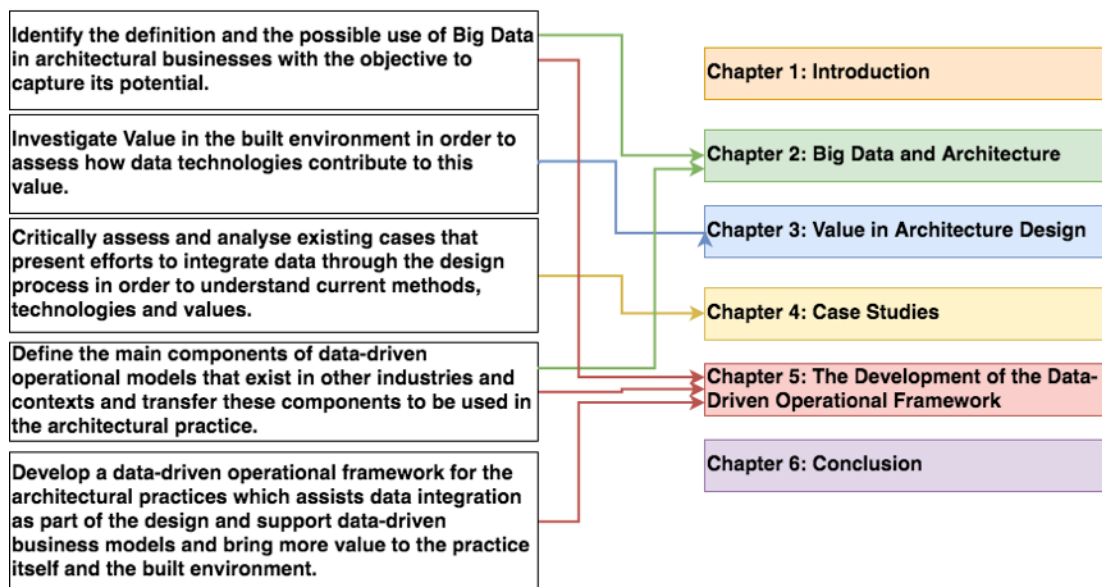 Identify the definition and the possible use of Big Data
in architectural businesses with the objective to
capture its potential.
Investigate Value in the built environment in order to
assess how data technologies contribute to this
value.
Critically assess and analyse existing cases that
present efforts to integrate data through the design
process in order to understand current methods,
technologies and values.
Define the main components of data-driven
operational models that exist in other industries and
contexts and transfer these components to be used in
the architectural practice.
Develop a data-driven operational framework for the
architectural practices which assists data integration
as part of the design and support data-driven
business models and bring more value to the practice
itself and the built environment.
Chapter 1: Introduction
Chapter 2: Big Data and Architecture
Chapter 3: Value in Architecture Design
Chapter 4: Case Studies
Chapter 5: The Development of the Data-
Driven Operational Framework
Chapter 6: Conclusion